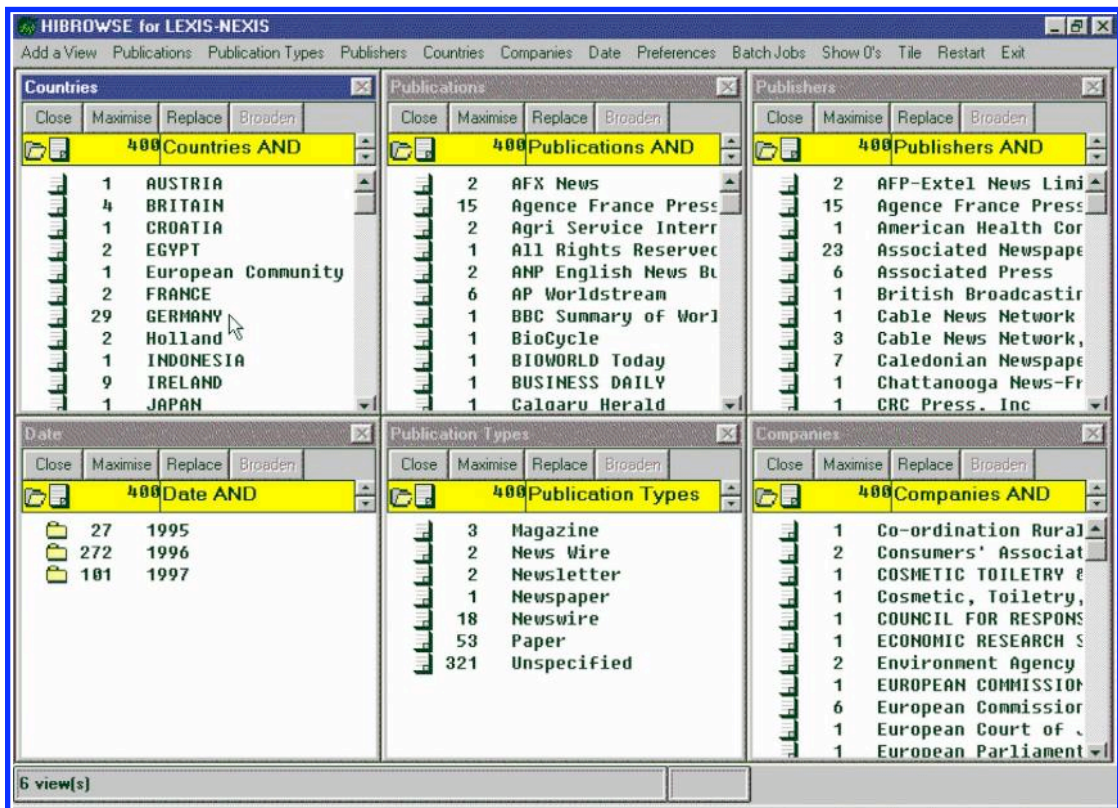 HIBROWSE for LEXIS-NEXIS
Add a View Publications Publication Types Publishers Countries Companies Date Preferences Batch Jobs Show 0's Tile Restart Exit
Countries
Close Maximise Replace Broaden
400 Countries AND
1 AUSTRIA
4 BRITAIN
1 CROATIA
2 EGYPT
1 European Community
2 FRANCE
29 GERMANY
2 Holland
1 INDONESIA
9 IRELAND
1 JAPAN
Publications
Close Maximise Replace Broaden
400 Publications AND
2 AFX News
15 Agence France Press
2 Agri Service Intern
1 All Rights Reserved
2 ANP English News Bu
6 AP Worldstream
1 BBC Summary of Worl
1 BioCycle
1 BIOWORLD Today
1 BUSINESS DAILY
1 Calgary Herald
Publishers
Close Maximise Replace Broaden
400 Publishers AND
2 AFP-Extel News Limi
15 Agence France Press
1 American Health Con
23 Associated Newspape
6 Associated Press
1 British Broadcastin
1 Cable News Network
3 Cable News Network,
7 Caledonian Newspape
1 Chattanooga News-Fr
1 CRC Press, Inc
Date
Close Maximise Replace Broaden
400 Date AND
27 1995
272 1996
101 1997
Publication Types
Close Maximise Replace Broaden
400 Publication Types
3 Magazine
2 News Wire
2 Newsletter
1 Newspaper
18 Newswire
53 Paper
321 Unspecified
Companies
Close Maximise Replace Broaden
400 Companies AND
1 Co-ordination Rural
2 Consumers' Associat
1 COSMETIC TOILETRY &
1 Cosmetic, Toiletry,
1 COUNCIL FOR RESPONS
1 ECONOMIC RESEARCH S
2 Environment Agency
1 EUROPEAN COMMISSION
6 European Commission
1 European Court of
1 European Parliament
6 view(s)